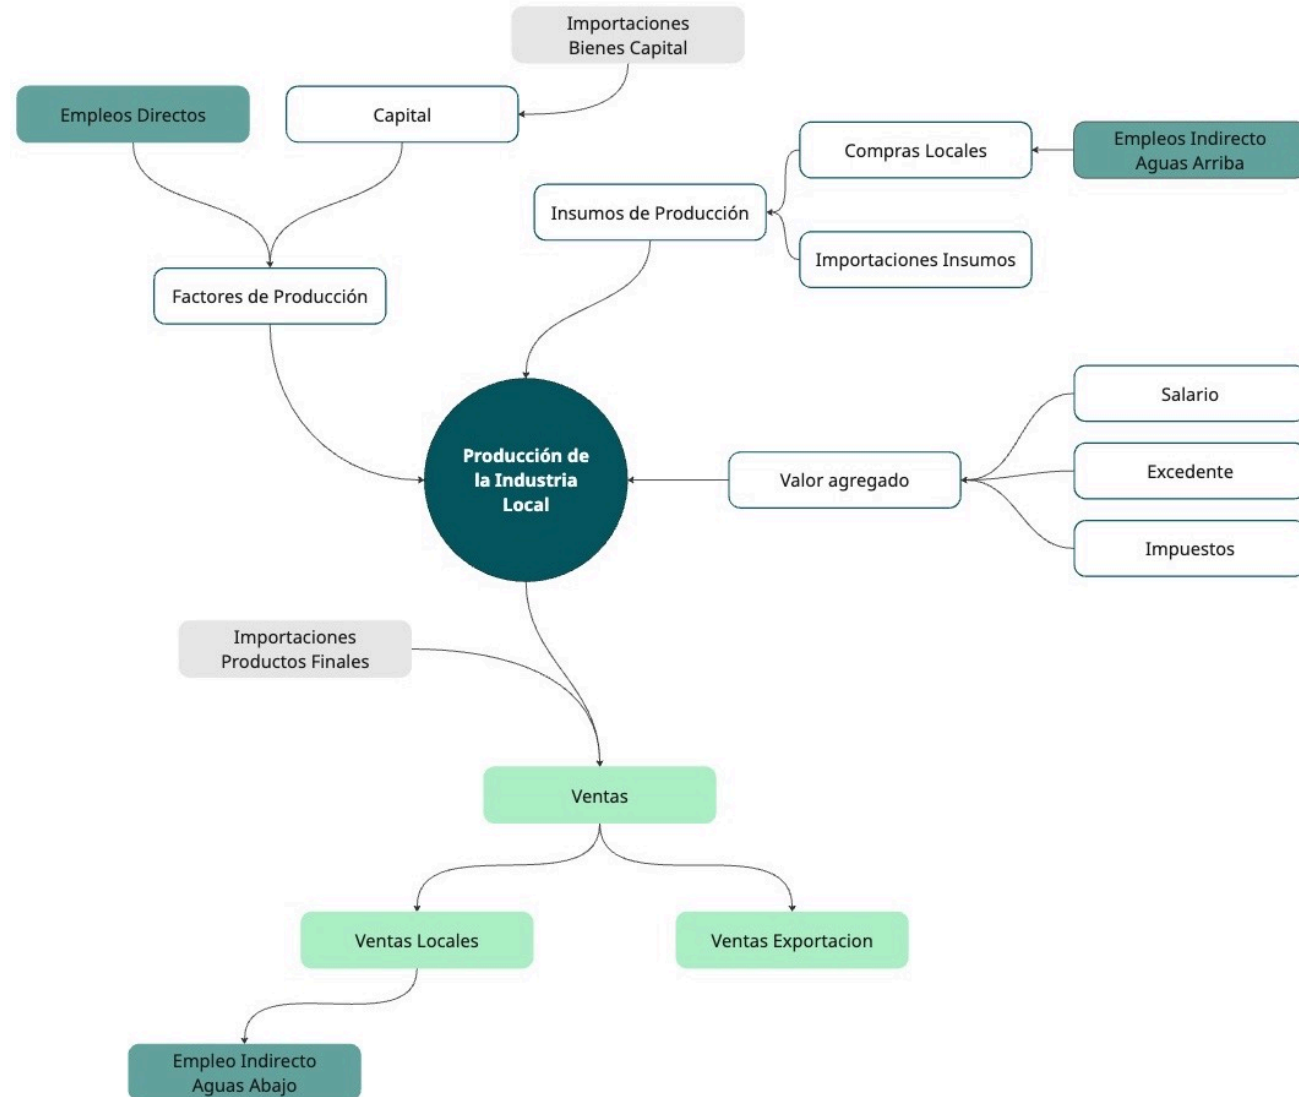 Importaciones
Bienes Capital
Empleos Directos
Capital
Compras Locales
Empleos Indirecto
Aguas Arriba
Insumos de Producción
Importaciones Insumos
Factores de Producción
Producción de
la Industria
Local
Valor agregado
Salario
Excedente
Impuestos
Importaciones
Productos Finales
Ventas
Ventas Locales
Ventas Exportacion
Empleo Indirecto
Aguas Abajo